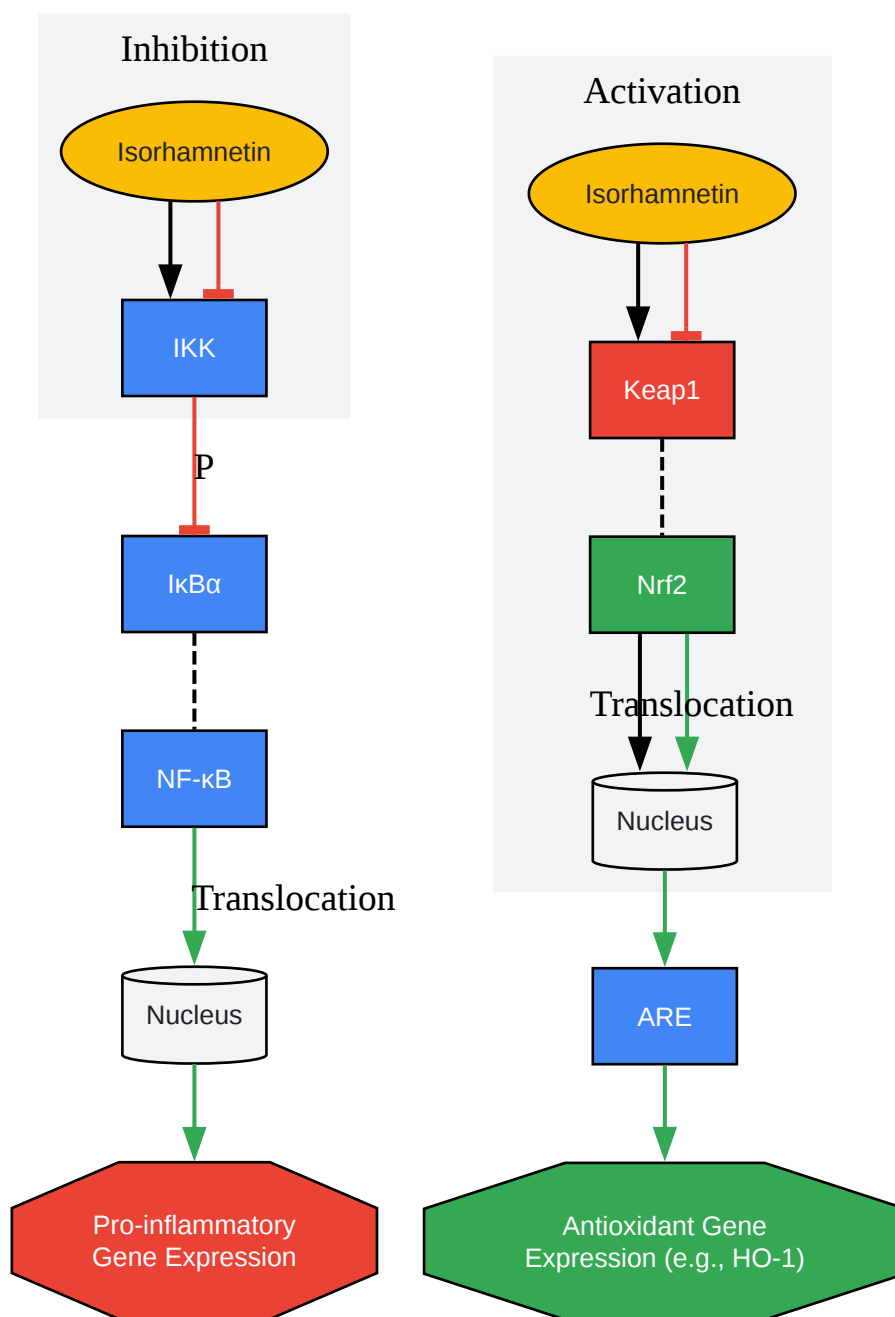 Inhibition
Isorhamnetin
IKK
P
IκBα
NF-κB
Translocation
Nucleus
Pro-inflammatory
Gene Expression
Activation
Isorhamnetin
Keap1
Nrf2
Translocation
Nucleus
ARE
Antioxidant Gene
Expression (e.g., HO-1)